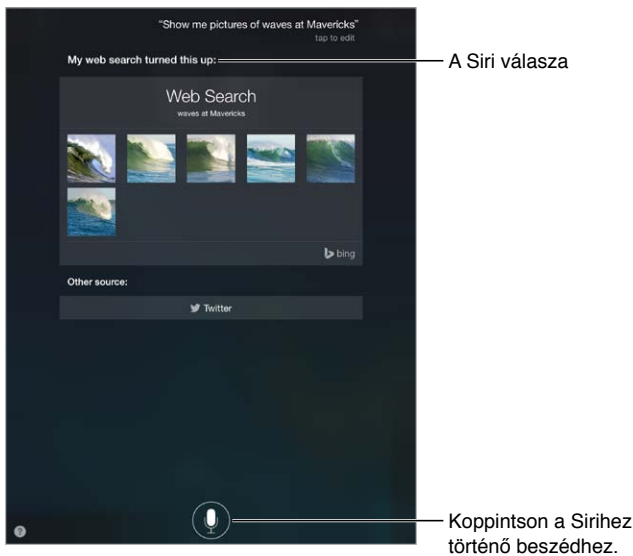 “Show me pictures of waves at Mavericks”
tap to edit
My web search turned this up:
A Siri válasza
Web Search
waves at Mavericks
bing
Other source:
Twitter
?
Koppintson a Sirihez
történő beszédhez.